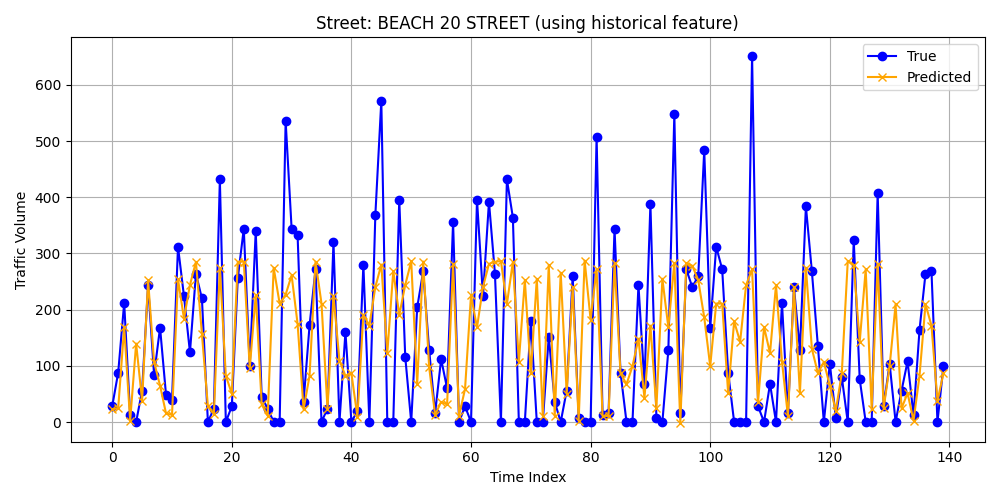 Street: BEACH 20 STREET (using historical feature)
True
Predicted
Traffic Volume
600
500
400
300
200
100
0
0 20 40 60 80 100 120 140
Time Index